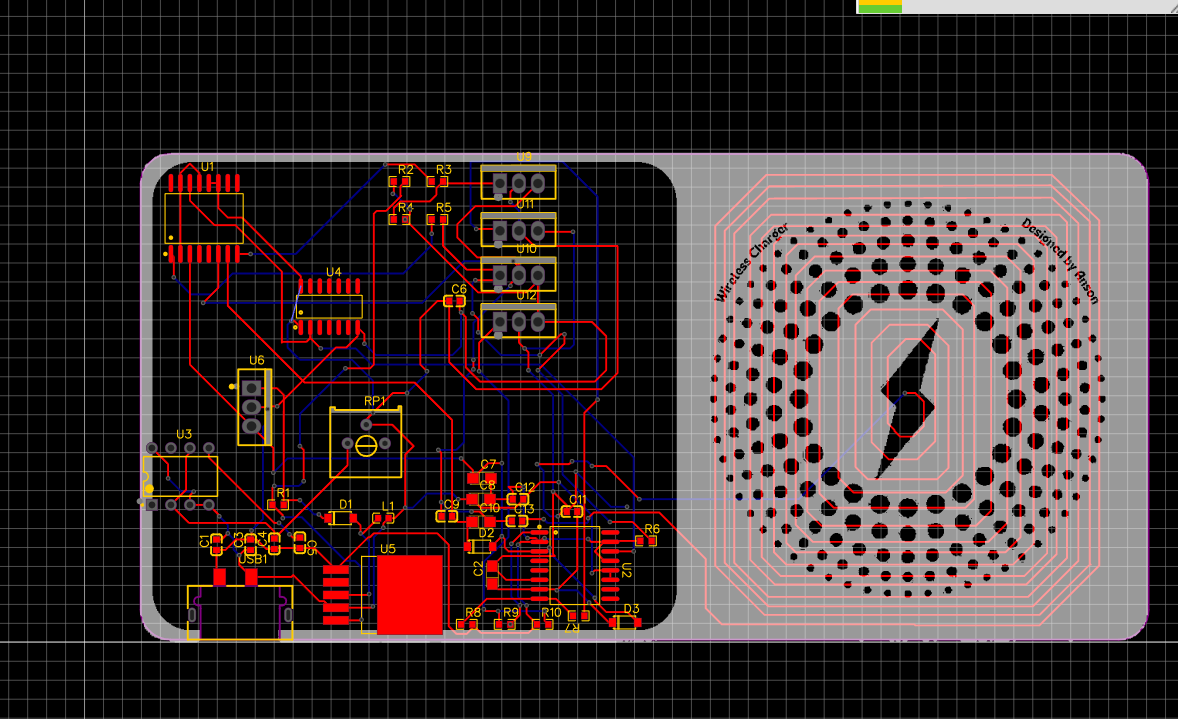 U1
R2
R3
U9
R4
R5
U11
U10
U4
C6
U12
Wireless Charger
Designed by Anson
U6
RP1
U3
C7
C8
C12
R1
D1
L1
C9
C10
C13
C11
R6
C1
C3
C4
C5
USB1
U5
D2
C2
U2
R8
R9
R10
R7
D3